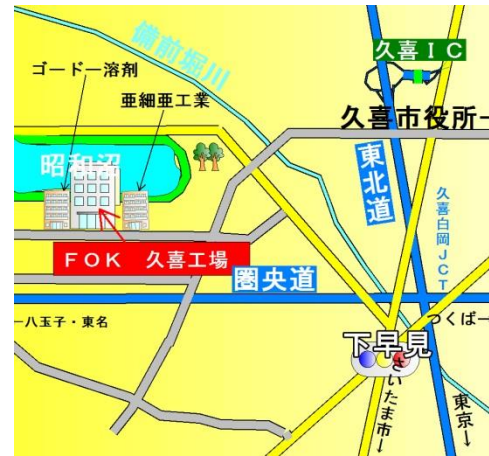 備前堀川
久喜ＩＣ
ゴードー溶剤
亜細亜工業
久喜市役所→
昭和沼
東北道
久喜白岡ＪＣＴ
ＦＯＫ　久喜工場
圏央道
←八玉子・東名
つくば→
下早見
さいたま市→
東京→